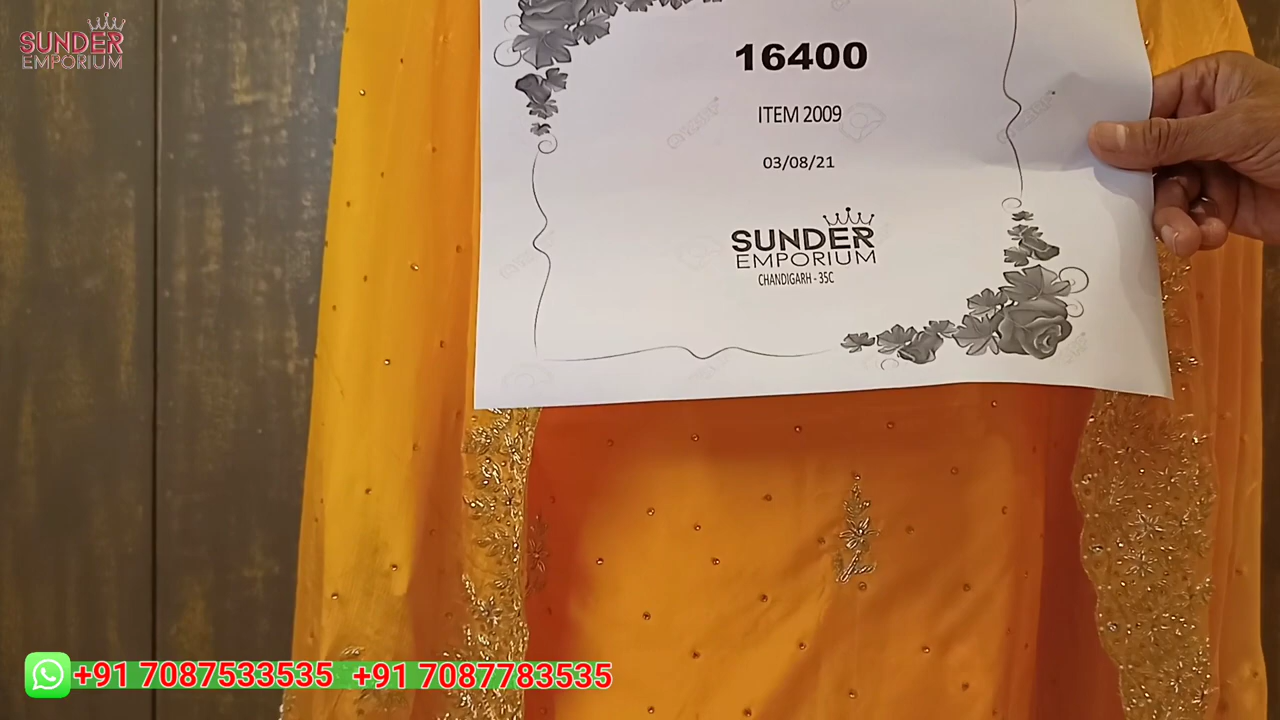 SUNDER
EMPORIUM
16400
ITEM 2009
03/08/21
SUNDER
EMPORIUM
CHANDIGARH - 35C
+91 7087533535 +91 7087783535